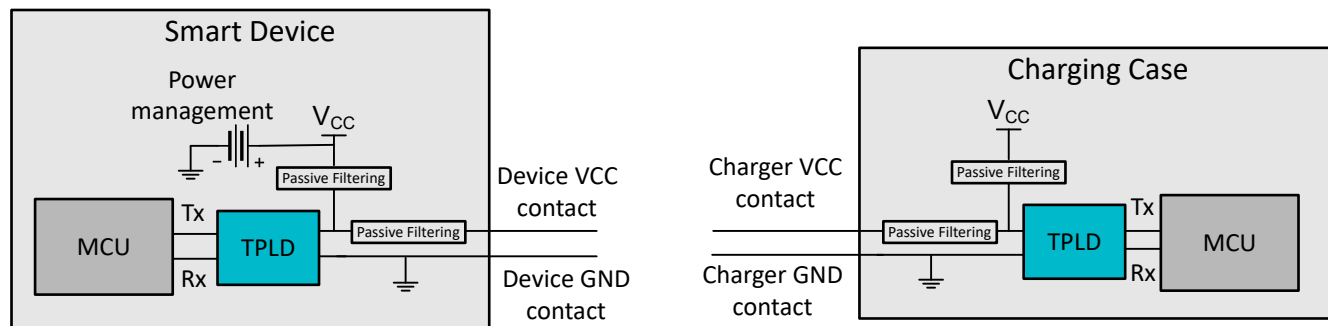 Smart Device
Power
management
VCC
− +
Passive Filtering
Tx
MCU
TPLD
Rx
Passive Filtering
Device VCC
contact
Device GND
contact
Charging Case
VCC
Passive Filtering
Charger VCC
contact
Passive Filtering
Charger GND
contact
TPLD
Tx
Rx
MCU